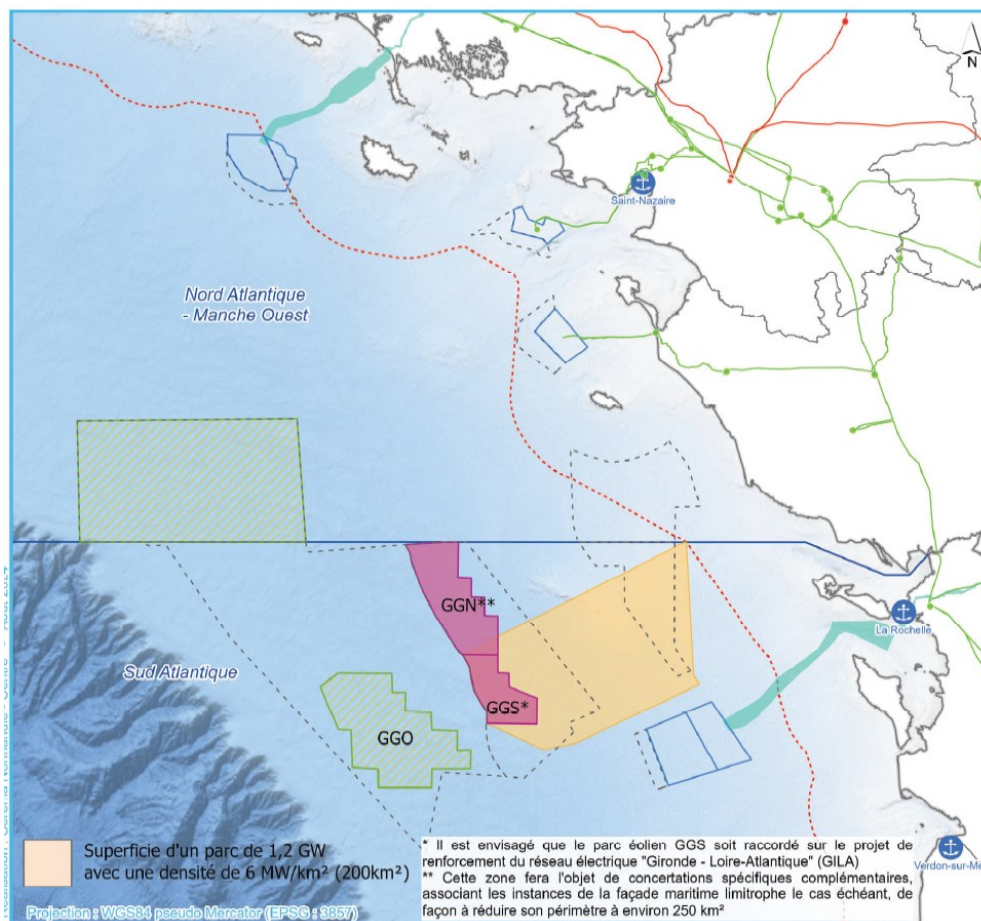 N
Saint-Nazaire
Nord Atlantique
- Manche Ouest
GGN**
La Rochelle
Sud Atlantique
GGS*
GGO
Superficie d'un parc de 1,2 GW
avec une densité de 6 MW/km² (200km²)
* Il est envisagé que le parc éolien GGS soit raccordé sur le projet de
renforcement du réseau électrique "Gironde - Loire-Atlantique" (GILA)
** Cette zone fera l'objet de concertations spécifiques complémentaires,
associant les instances de la façade maritime limitrophe le cas échéant, de
façon à réduire son périmètre à environ 250 km²
Verdon-sur-Me
Projection : WGS84 pseudo Mercator (EPSG : 3857)